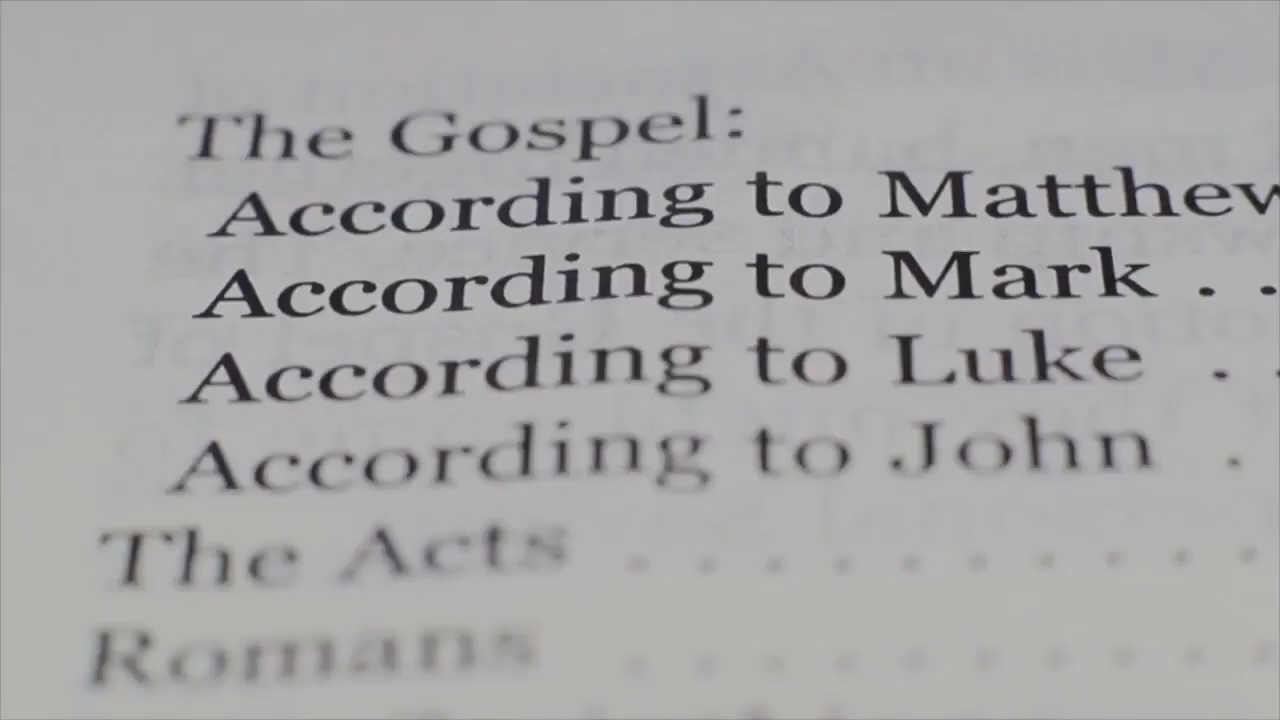 The Gospel:
According to Matthew
According to Mark . .
According to Luke . .
According to John .
The Acts . . . . . . . . . .
Romans . . . . . . . . .